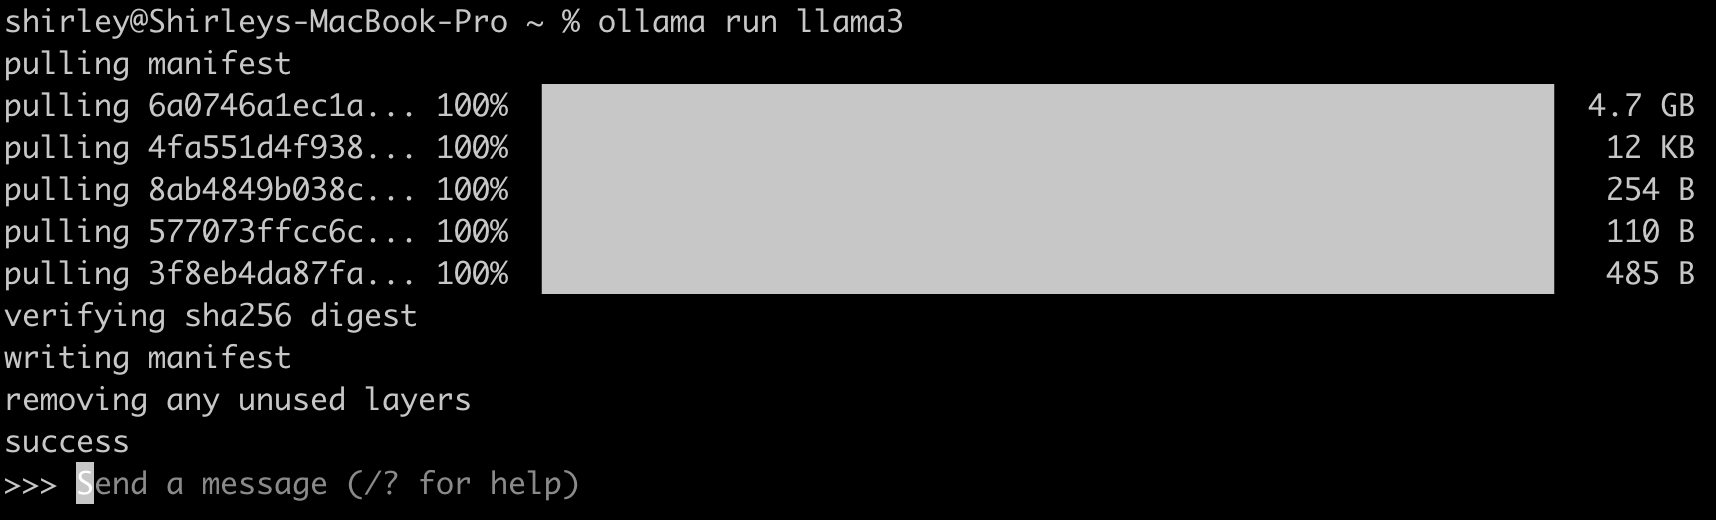 shirley@Shirleys-MacBook-Pro ~ % ollama run llama3
pulling manifest
pulling 6a0746a1ec1a... 100% 4.7 GB
pulling 4fa551d4f938... 100% 12 KB
pulling 8ab4849b038c... 100% 254 B
pulling 577073ffcc6c... 100% 110 B
pulling 3f8eb4da87fa... 100% 485 B
verifying sha256 digest
writing manifest
removing any unused layers
success
>>> Send a message (/? for help)